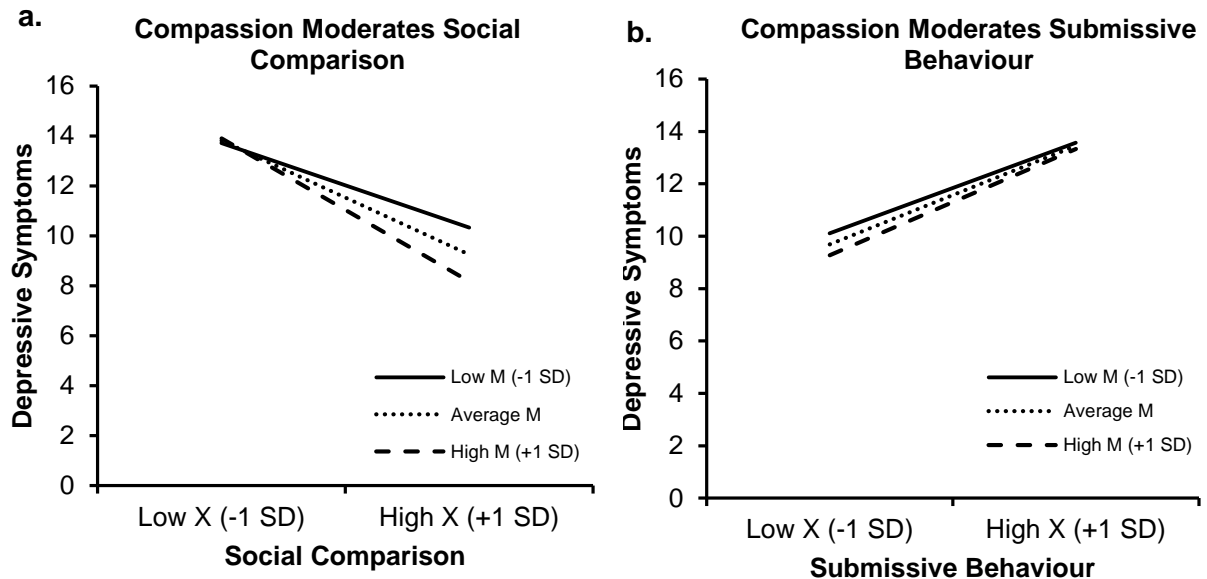 a.
Compassion Moderates Social
Comparison
16
14
12
10
8
6
4
2
0
Depressive Symptoms
Low M (-1 SD)
Average M
High M (+1 SD)
Low X (-1 SD)
High X (+1 SD)
Social Comparison
b.
Compassion Moderates Submissive
Behaviour
16
14
12
10
8
6
4
2
0
Depressive Symptoms
Low M (-1 SD)
Average M
High M (+1 SD)
Low X (-1 SD)
High X (+1 SD)
Submissive Behaviour